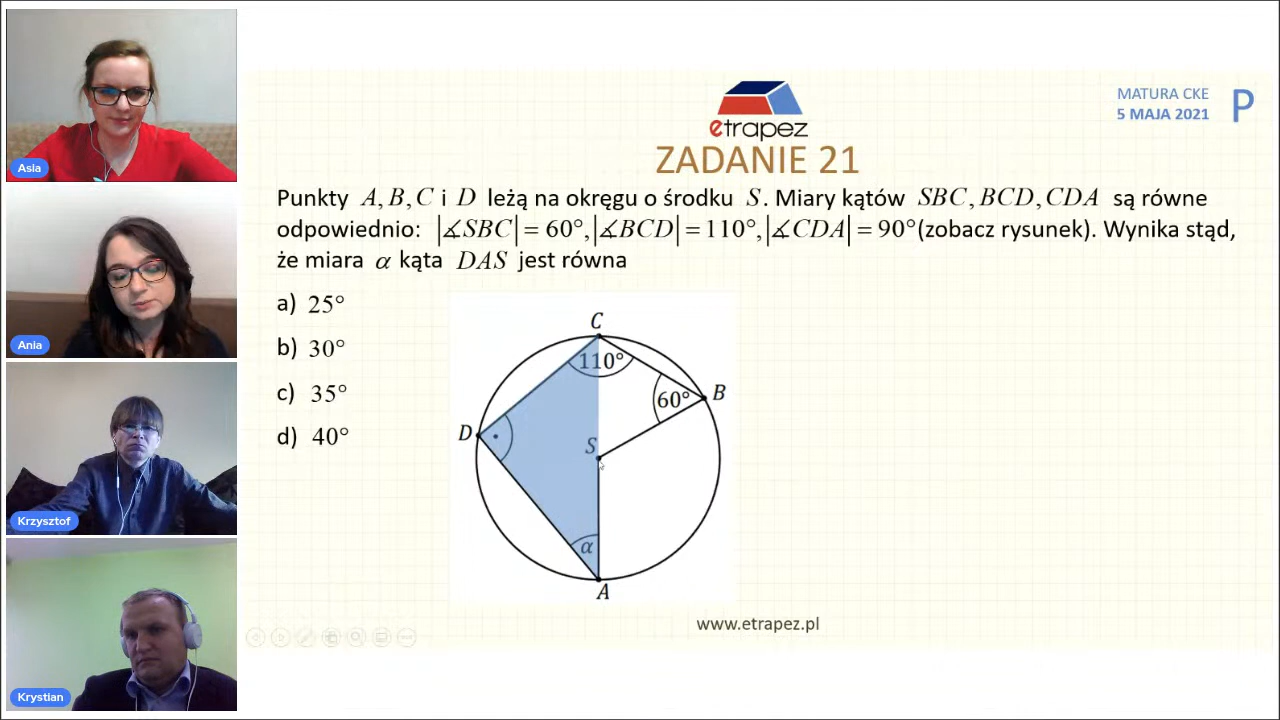 Asia
Ania
Krzysztof
Krystian
etrapez
MATURA CKE
5 MAJA 2021
P
ZADANIE 21
Punkty A, B, C i D leżą na okręgu o środku S. Miary kątów SBC, BCD, CDA są równe
odpowiednio: |∡SBC| = 60°, |∡BCD| = 110°, |∡CDA| = 90° (zobacz rysunek). Wynika stąd,
że miara α kąta DAS jest równa
a) 25°
b) 30°
c) 35°
d) 40°
C
110°
60° B
D
S
α
A
www.etrapez.pl